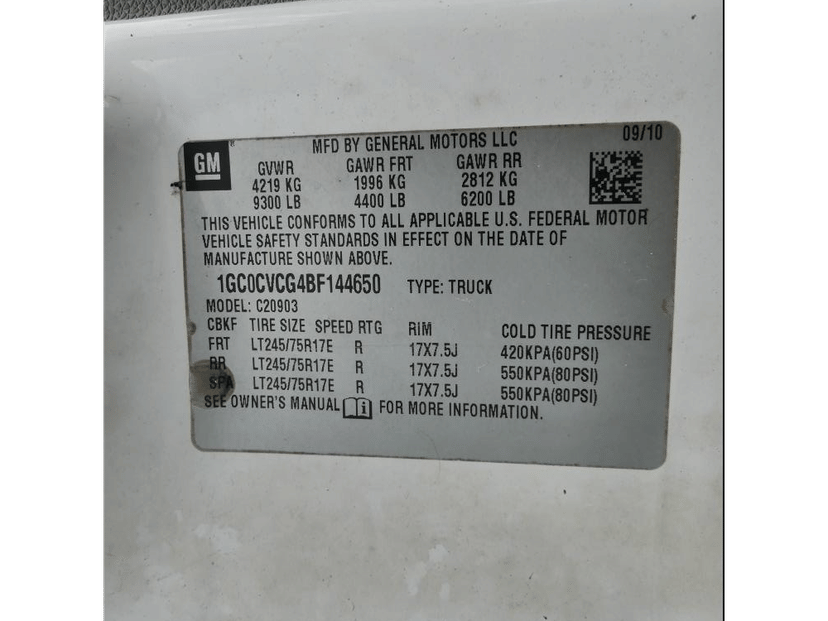 GM
MFD BY GENERAL MOTORS LLC 09/10
GVWR GAWR FRT GAWR RR
4219 KG 1996 KG 2812 KG
9300 LB 4400 LB 6200 LB
THIS VEHICLE CONFORMS TO ALL APPLICABLE U.S. FEDERAL MOTOR
VEHICLE SAFETY STANDARDS IN EFFECT ON THE DATE OF
MANUFACTURE SHOWN ABOVE.
1GC0CVCG4BF144650 TYPE: TRUCK
MODEL: C20903
CBKF TIRE SIZE SPEED RTG RIM COLD TIRE PRESSURE
FRT LT245/75R17E R 17X7.5J 420KPA(60PSI)
RR LT245/75R17E R 17X7.5J 550KPA(80PSI)
SPA LT245/75R17E R 17X7.5J 550KPA(80PSI)
SEE OWNER'S MANUAL i FOR MORE INFORMATION.